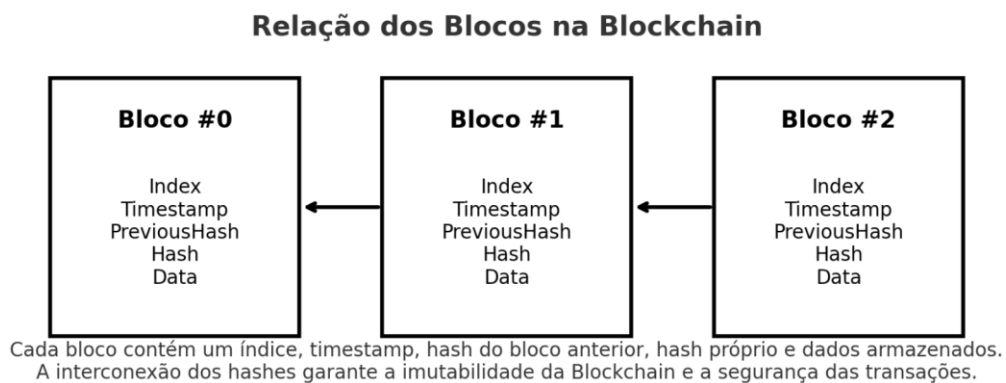 Relação dos Blocos na Blockchain
Bloco #0
Index
Timestamp
PreviousHash
Hash
Data
Bloco #1
Index
Timestamp
PreviousHash
Hash
Data
Bloco #2
Index
Timestamp
PreviousHash
Hash
Data
Cada bloco contém um índice, timestamp, hash do bloco anterior, hash próprio e dados armazenados.
A interconexão dos hashes garante a imutabilidade da Blockchain e a segurança das transações.